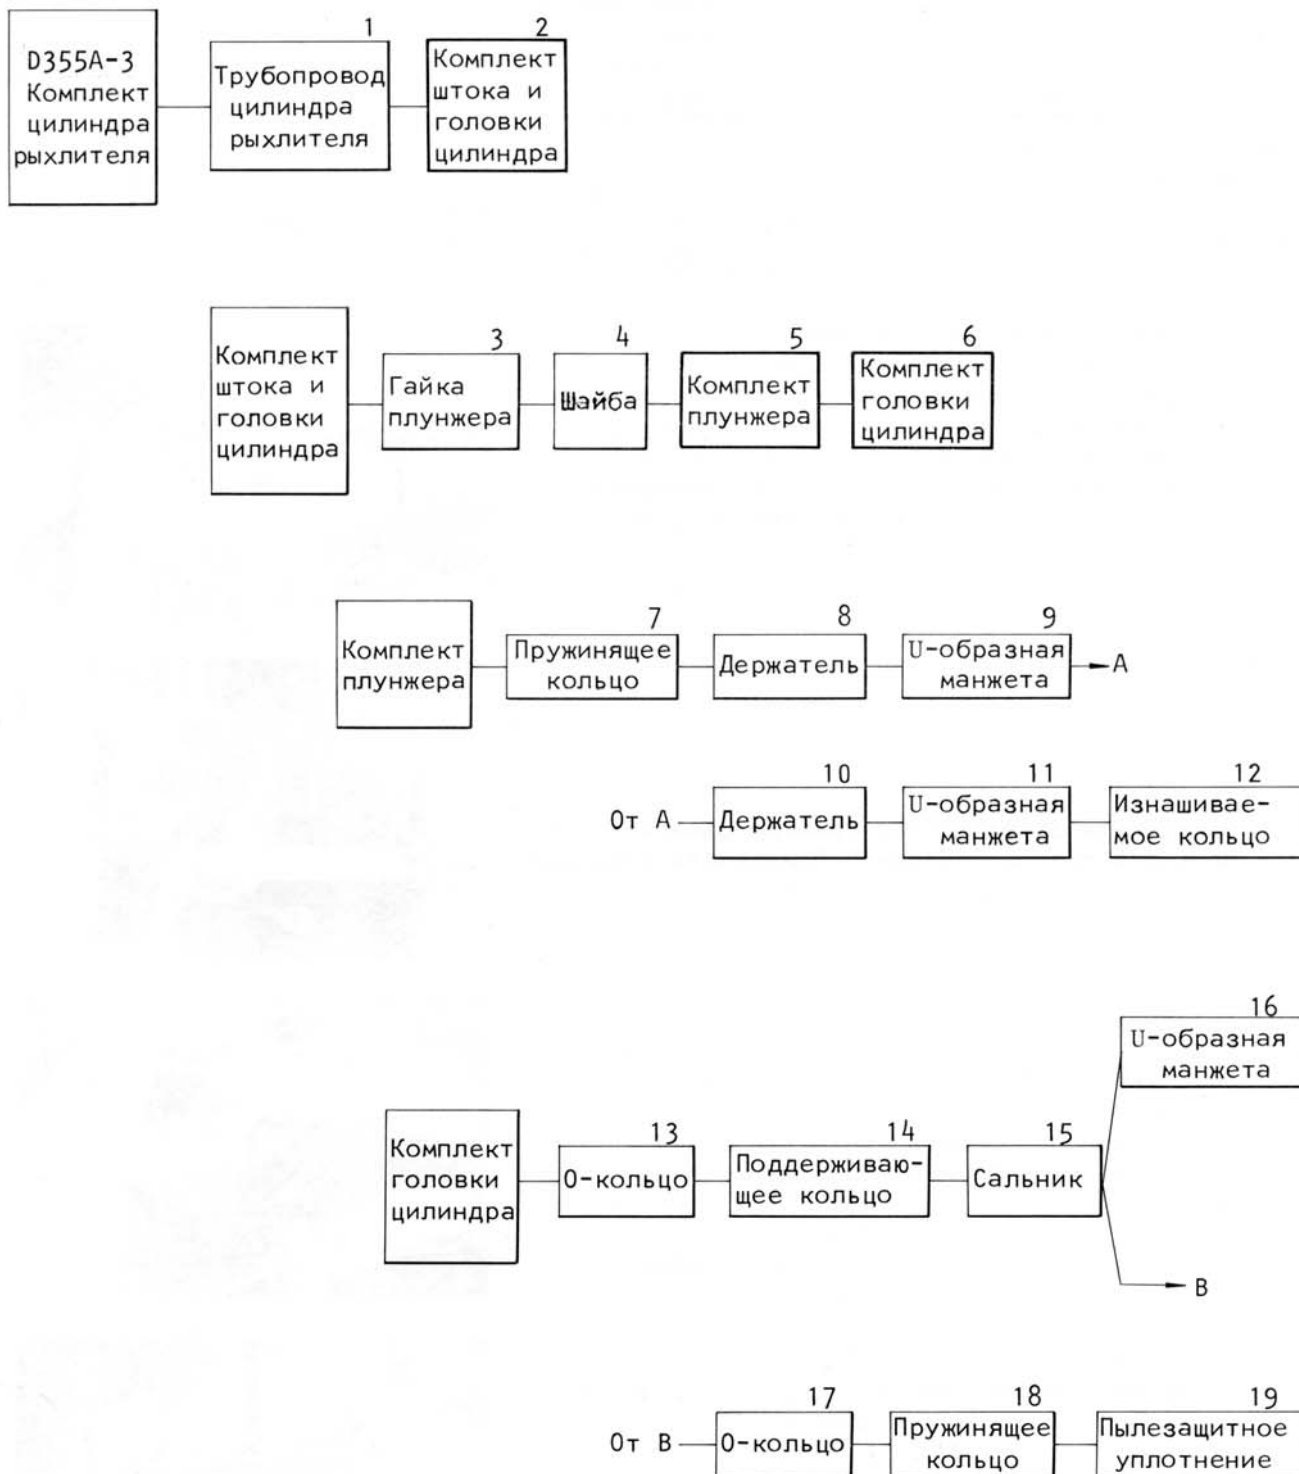 D355A-3
Комплект
цилиндра
рыхлителя
1
Трубопровод
цилиндра
рыхлителя
2
Комплект
штока и
головки
цилиндра
Комплект
штока и
головки
цилиндра
3
Гайка
плунжера
4
Шайба
5
Комплект
плунжера
6
Комплект
головки
цилиндра
Комплект
плунжера
7
Пружинящее
кольцо
8
Держатель
9
U-образная
манжета
A
От A
10
Держатель
11
U-образная
манжета
12
Изнашивае-
мое кольцо
Комплект
головки
цилиндра
13
О-кольцо
14
Поддерживаю-
щее кольцо
15
Сальник
16
U-образная
манжета
B
От B
17
О-кольцо
18
Пружинящее
кольцо
19
Пылезащитное
уплотнение